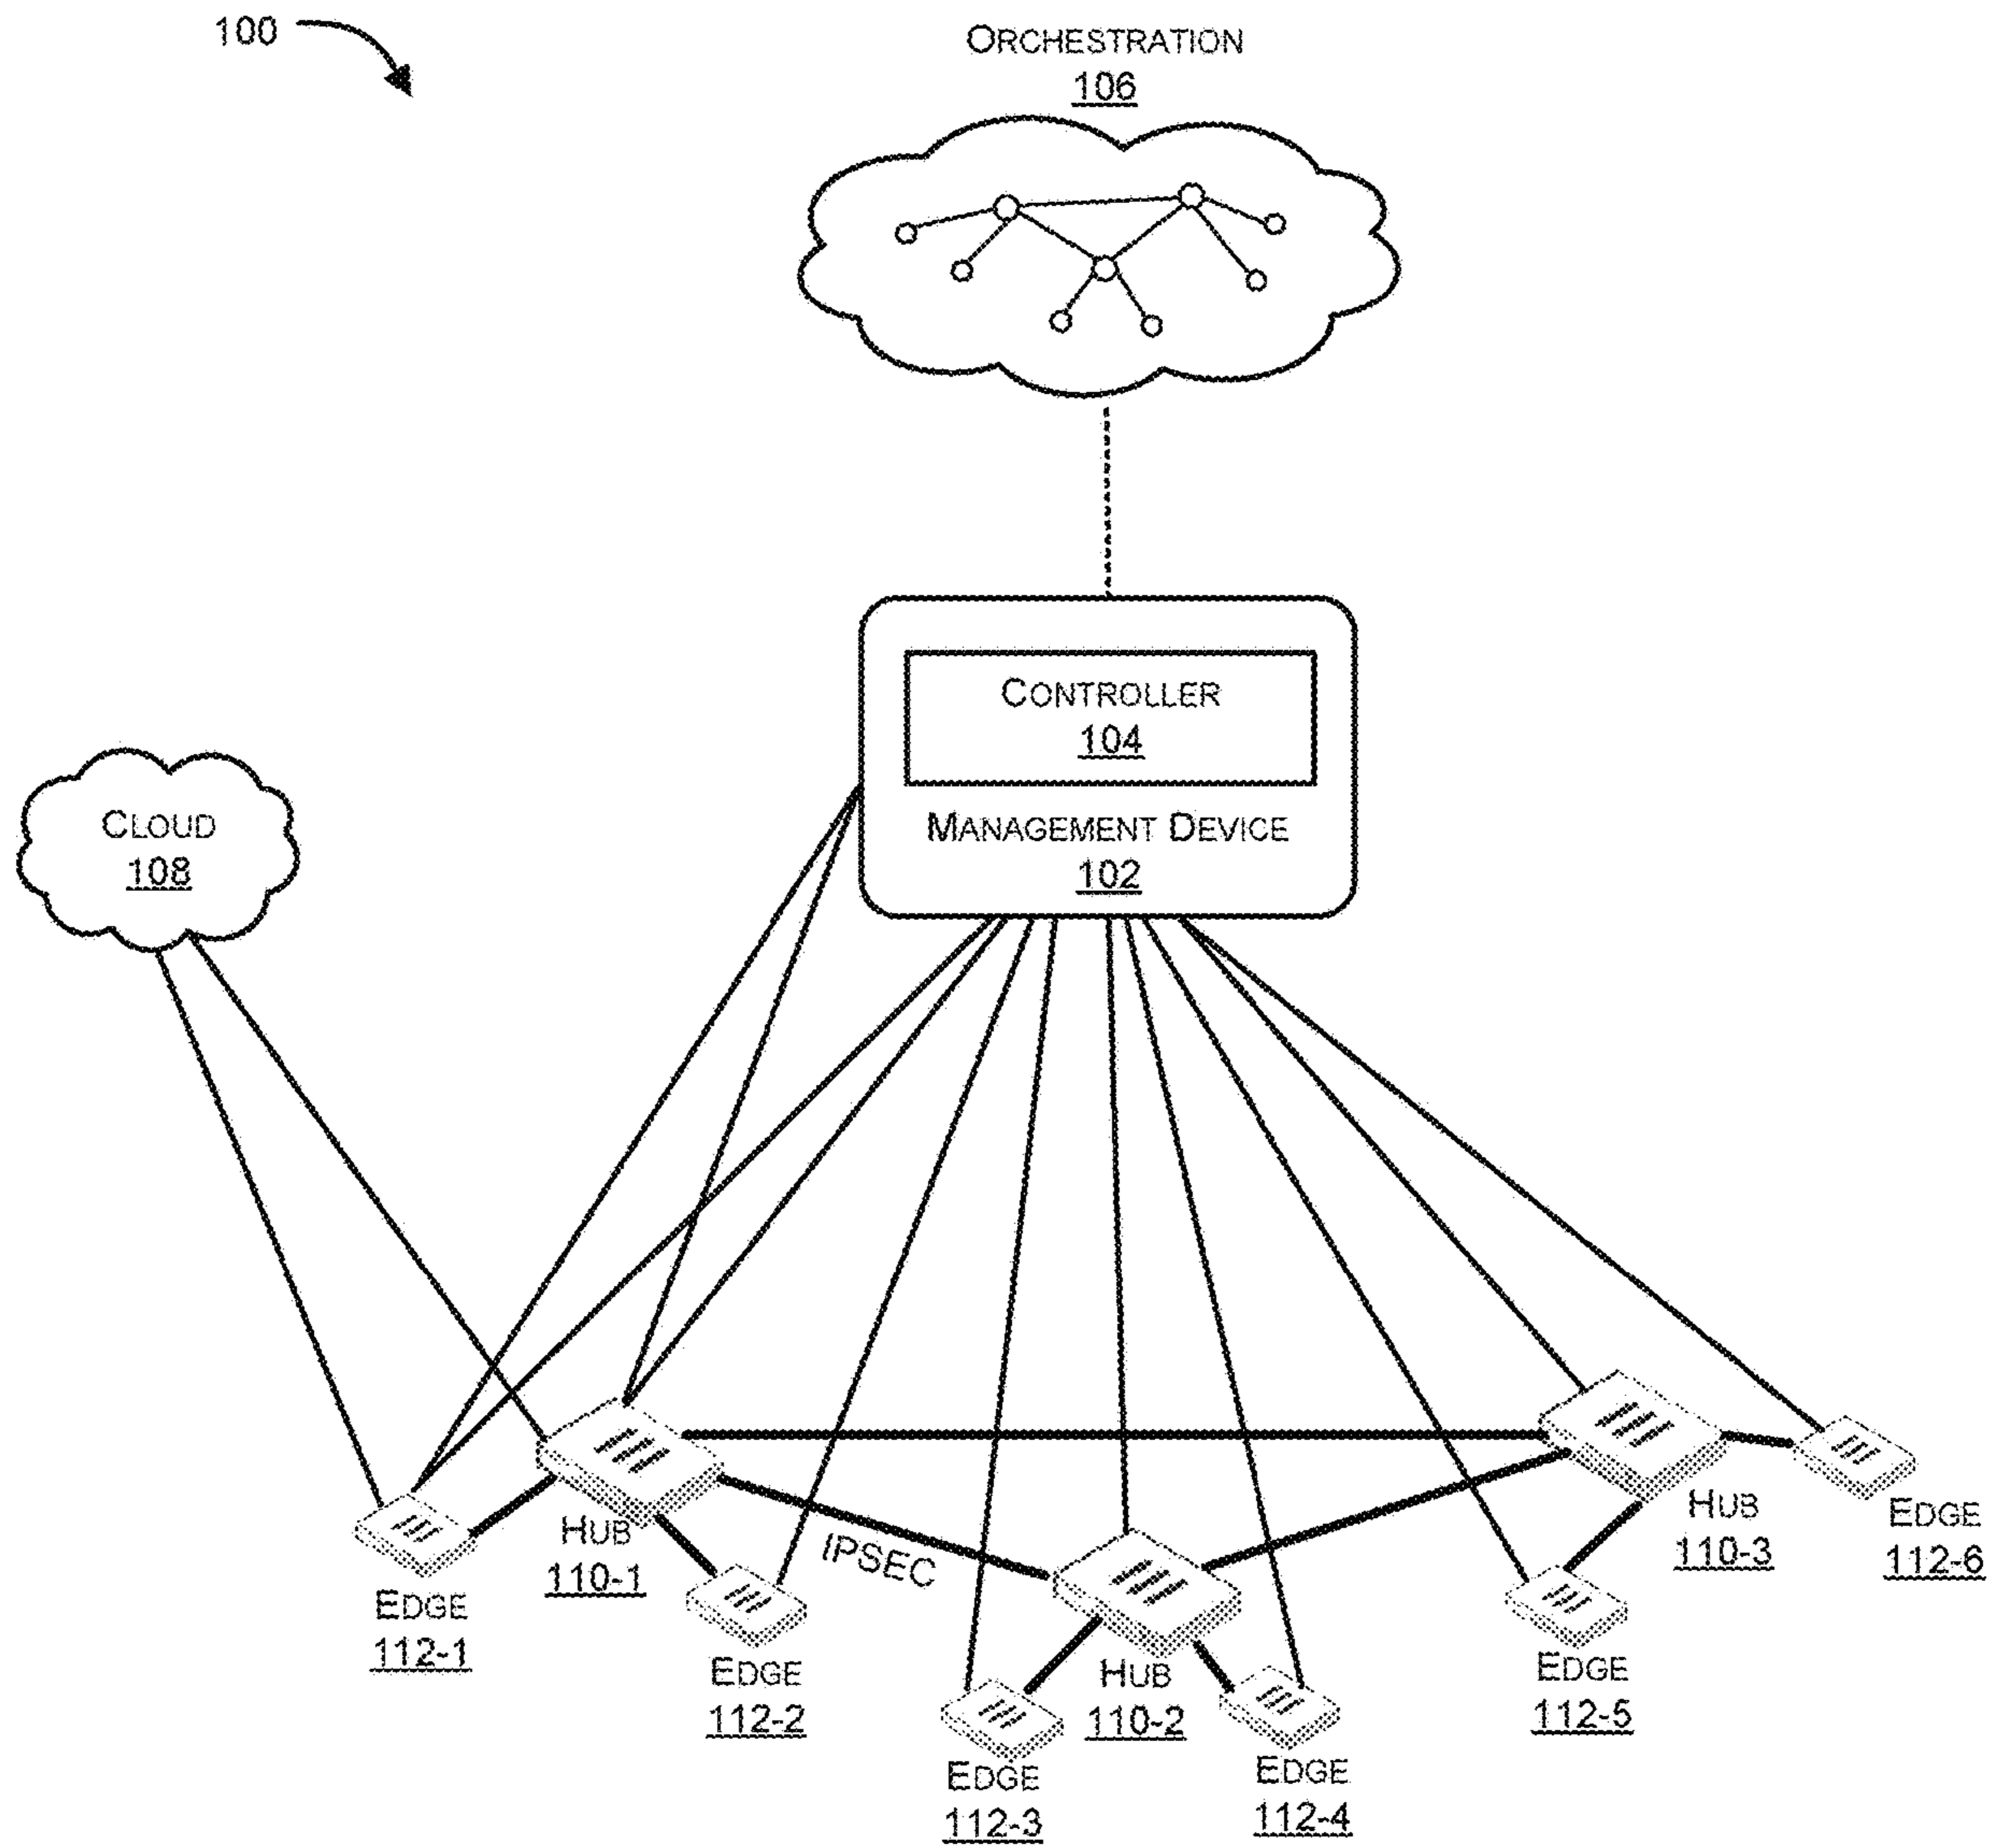 100
ORCHESTRATION
106
CONTROLLER
104
MANAGEMENT DEVICE
102
CLOUD
108
HUB
110-1
IPSEC
EDGE
112-1
EDGE
112-2
HUB
110-2
EDGE
112-3
EDGE
112-4
HUB
110-3
EDGE
112-5
EDGE
112-6